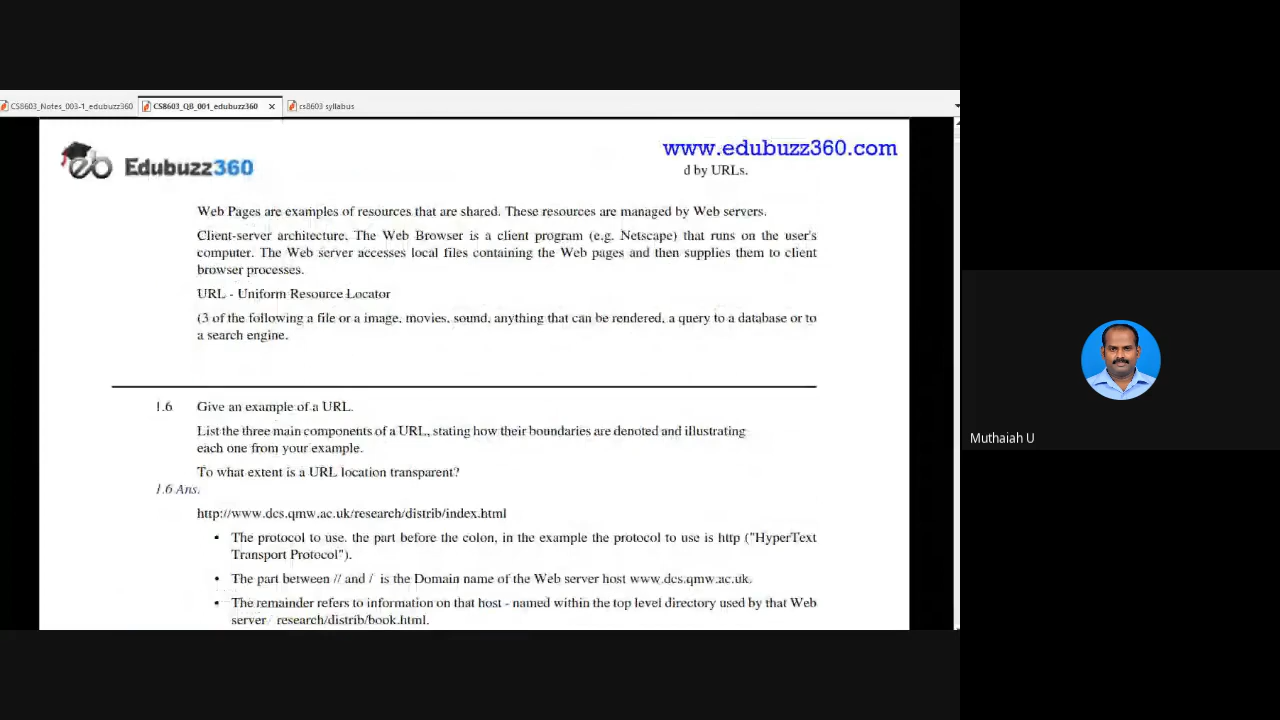 CS8603_Notes_003-1_edubuzz360
CS8603_QB_001_edubuzz360
cs8603 syllabus
eb Edubuzz360
www.edubuzz360.com
d by URLs.
Web Pages are examples of resources that are shared. These resources are managed by Web servers.
Client-server architecture. The Web Browser is a client program (e.g. Netscape) that runs on the user's
computer. The Web server accesses local files containing the Web pages and then supplies them to client
browser processes.
URL - Uniform Resource Locator
(3 of the following a file or a image, movies, sound, anything that can be rendered, a query to a database or to
a search engine.
1.6 Give an example of a URL.
List the three main components of a URL, stating how their boundaries are denoted and illustrating
each one from your example.
To what extent is a URL location transparent?
1.6 Ans.
http://www.dcs.qmw.ac.uk/research/distrib/index.html
• The protocol to use. the part before the colon, in the example the protocol to use is http ("HyperText
Transport Protocol").
• The part between // and / is the Domain name of the Web server host www.dcs.qmw.ac.uk.
• The remainder refers to information on that host - named within the top level directory used by that Web
server / research/distrib/book.html.
Muthaiah U